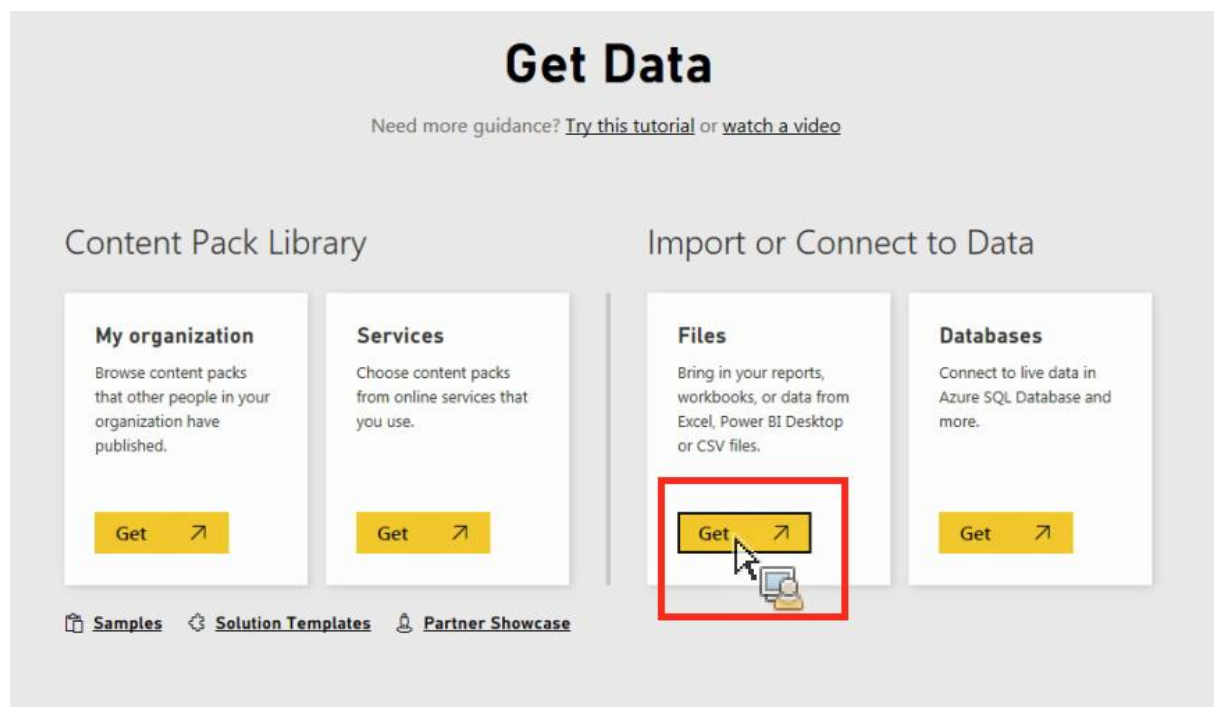 Get Data
Need more guidance? Try this tutorial or watch a video
Content Pack Library
My organization
Browse content packs
that other people in your
organization have
published.
Get
Services
Choose content packs
from online services that
you use.
Get
Samples
Solution Templates
Partner Showcase
Import or Connect to Data
Files
Bring in your reports,
workbooks, or data from
Excel, Power BI Desktop
or CSV files.
Get
Databases
Connect to live data in
Azure SQL Database and
more.
Get